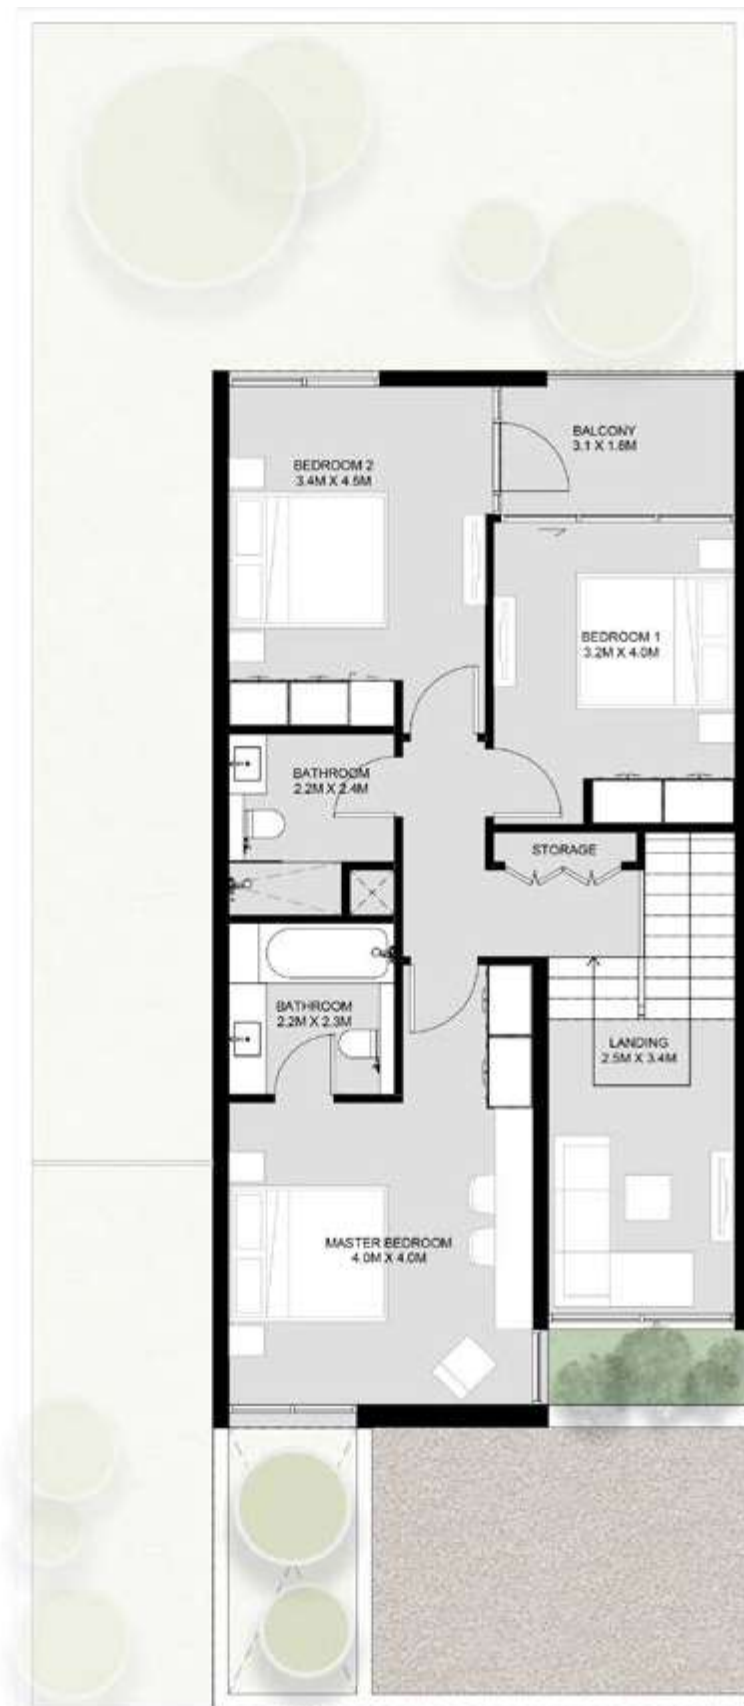 BALCONY
3.1 X 1.8M
BEDROOM 2
3.4M X 4.5M
BEDROOM 1
3.2M X 4.0M
BATHROOM
2.2M X 2.4M
STORAGE
BATHROOM
2.2M X 2.3M
LANDING
2.5M X 3.4M
MASTER BEDROOM
4.0M X 4.0M